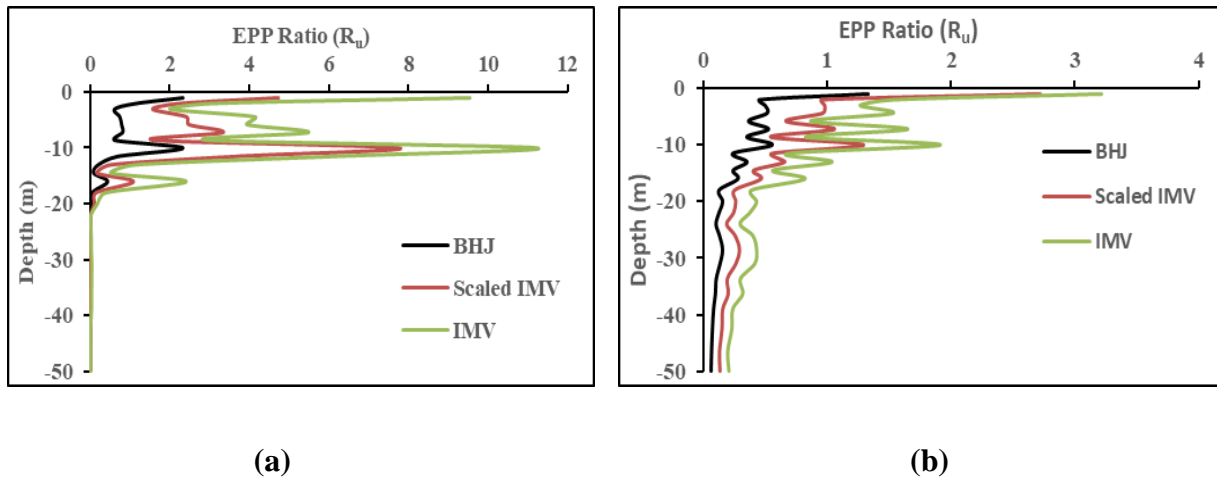 EPP Ratio (Ru)
0 2 4 6 8 10 12
0
-10
-20
-30
-40
-50
Depth (m)
BHJ
Scaled IMV
IMV
(a)
EPP Ratio (Ru)
0 1 2 3 4
0
-10
-20
-30
-40
-50
Depth (m)
BHJ
Scaled IMV
IMV
(b)